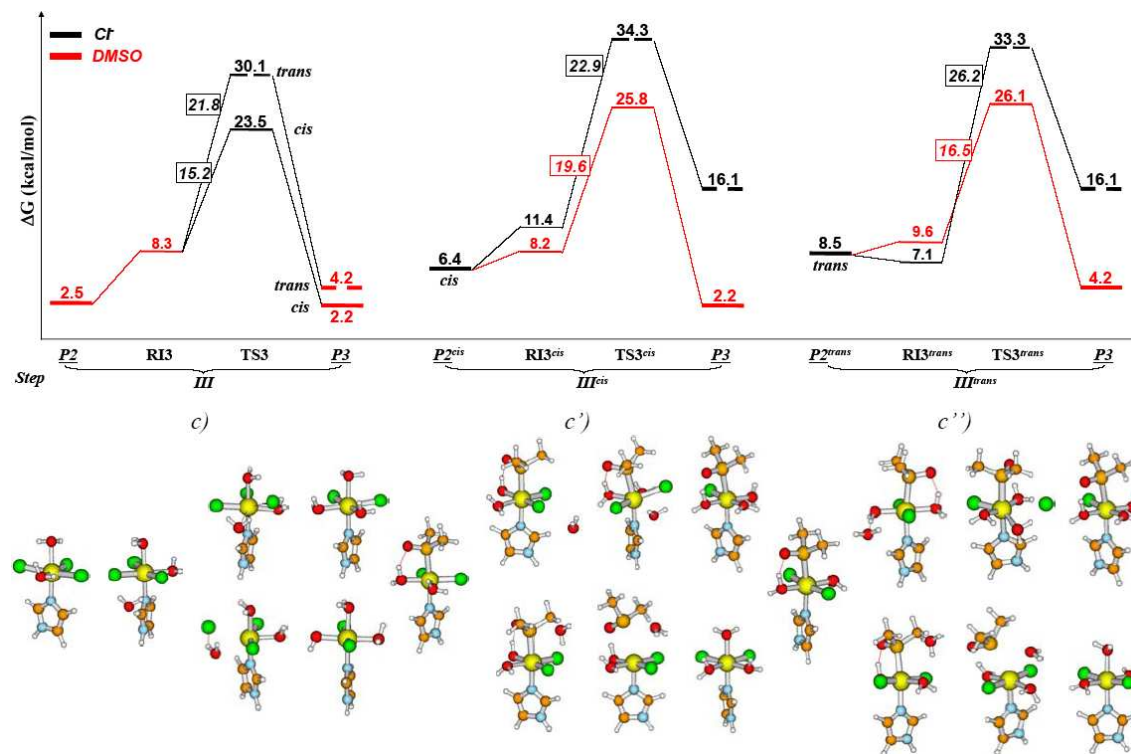 Cl-
DMSO
ΔG (kcal/mol)
30.1
trans
21.8
23.5
cis
15.2
8.3
2.5
trans
4.2
cis
2.2
34.3
22.9
25.8
19.6
16.1
11.4
8.2
6.4
cis
2.2
33.3
26.2
26.1
16.5
16.1
9.6
8.5
7.1
trans
4.2
P2 RI3 TS3 P3
P2cis RI3cis TS3cis P3
P2trans RI3trans TS3trans P3
Step III IIIcis IIItrans
c) c') c'')